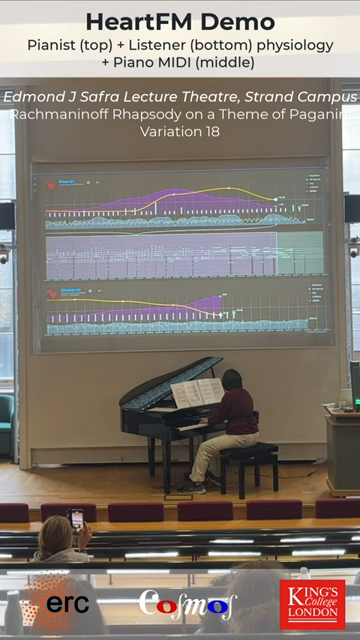 HeartFM Demo
Pianist (top) + Listener (bottom) physiology
+ Piano MIDI (middle)
Edmond J Safra Lecture Theatre, Strand Campus
Rachmaninoff Rhapsody on a Theme of Paganini
Variation 18
erc
Cosmos
KING'S
College
LONDON